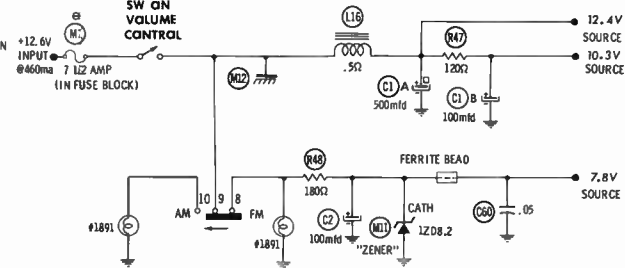 SW ON
VOLUME
CANTRAL
e
M1
N
+12.6V
INPUT
@460ma
7 1/2 AMP
(IN FUSE BLOCK)
M12
L16
.5Ω
12.4V
SOURCE
R47
120Ω
10.3V
SOURCE
C1 A
500mfd
C1 B
100mfd
10 9 8
AM
FM
#1891
#1891
R48
180Ω
FERRITE BEAD
7.8V
SOURCE
C2
100mfd
M11
"ZENER"
CATH
1ZD8.2
C60
.05